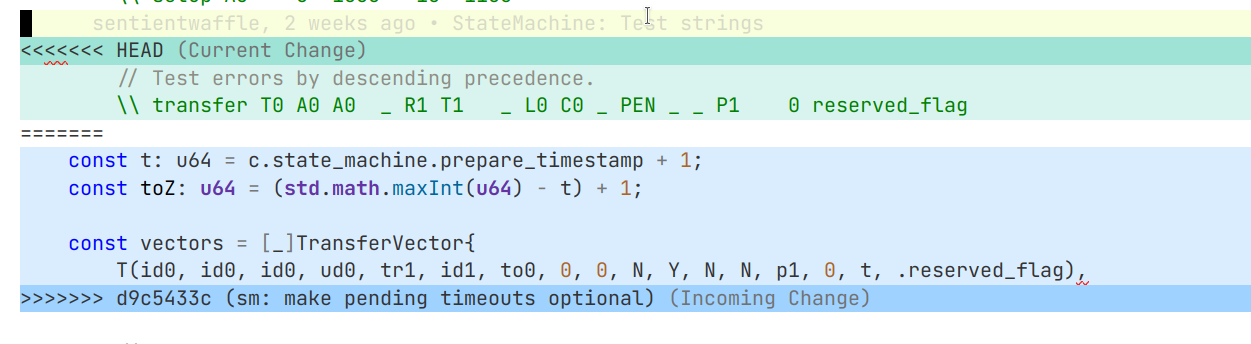 sentientwaffle, 2 weeks ago • StateMachine: Test strings
<<<<<<< HEAD (Current Change)
// Test errors by descending precedence.
\\ transfer T0 A0 A0 _ R1 T1 _ L0 C0 _ PEN _ _ P1 0 reserved_flag
=======
const t: u64 = c.state_machine.prepare_timestamp + 1;
const toZ: u64 = (std.math.maxInt(u64) - t) + 1;
const vectors = [_]TransferVector{
T(id0, id0, id0, ud0, tr1, id1, to0, 0, 0, N, Y, N, N, p1, 0, t, .reserved_flag),
>>>>>>> d9c5433c (sm: make pending timeouts optional) (Incoming Change)